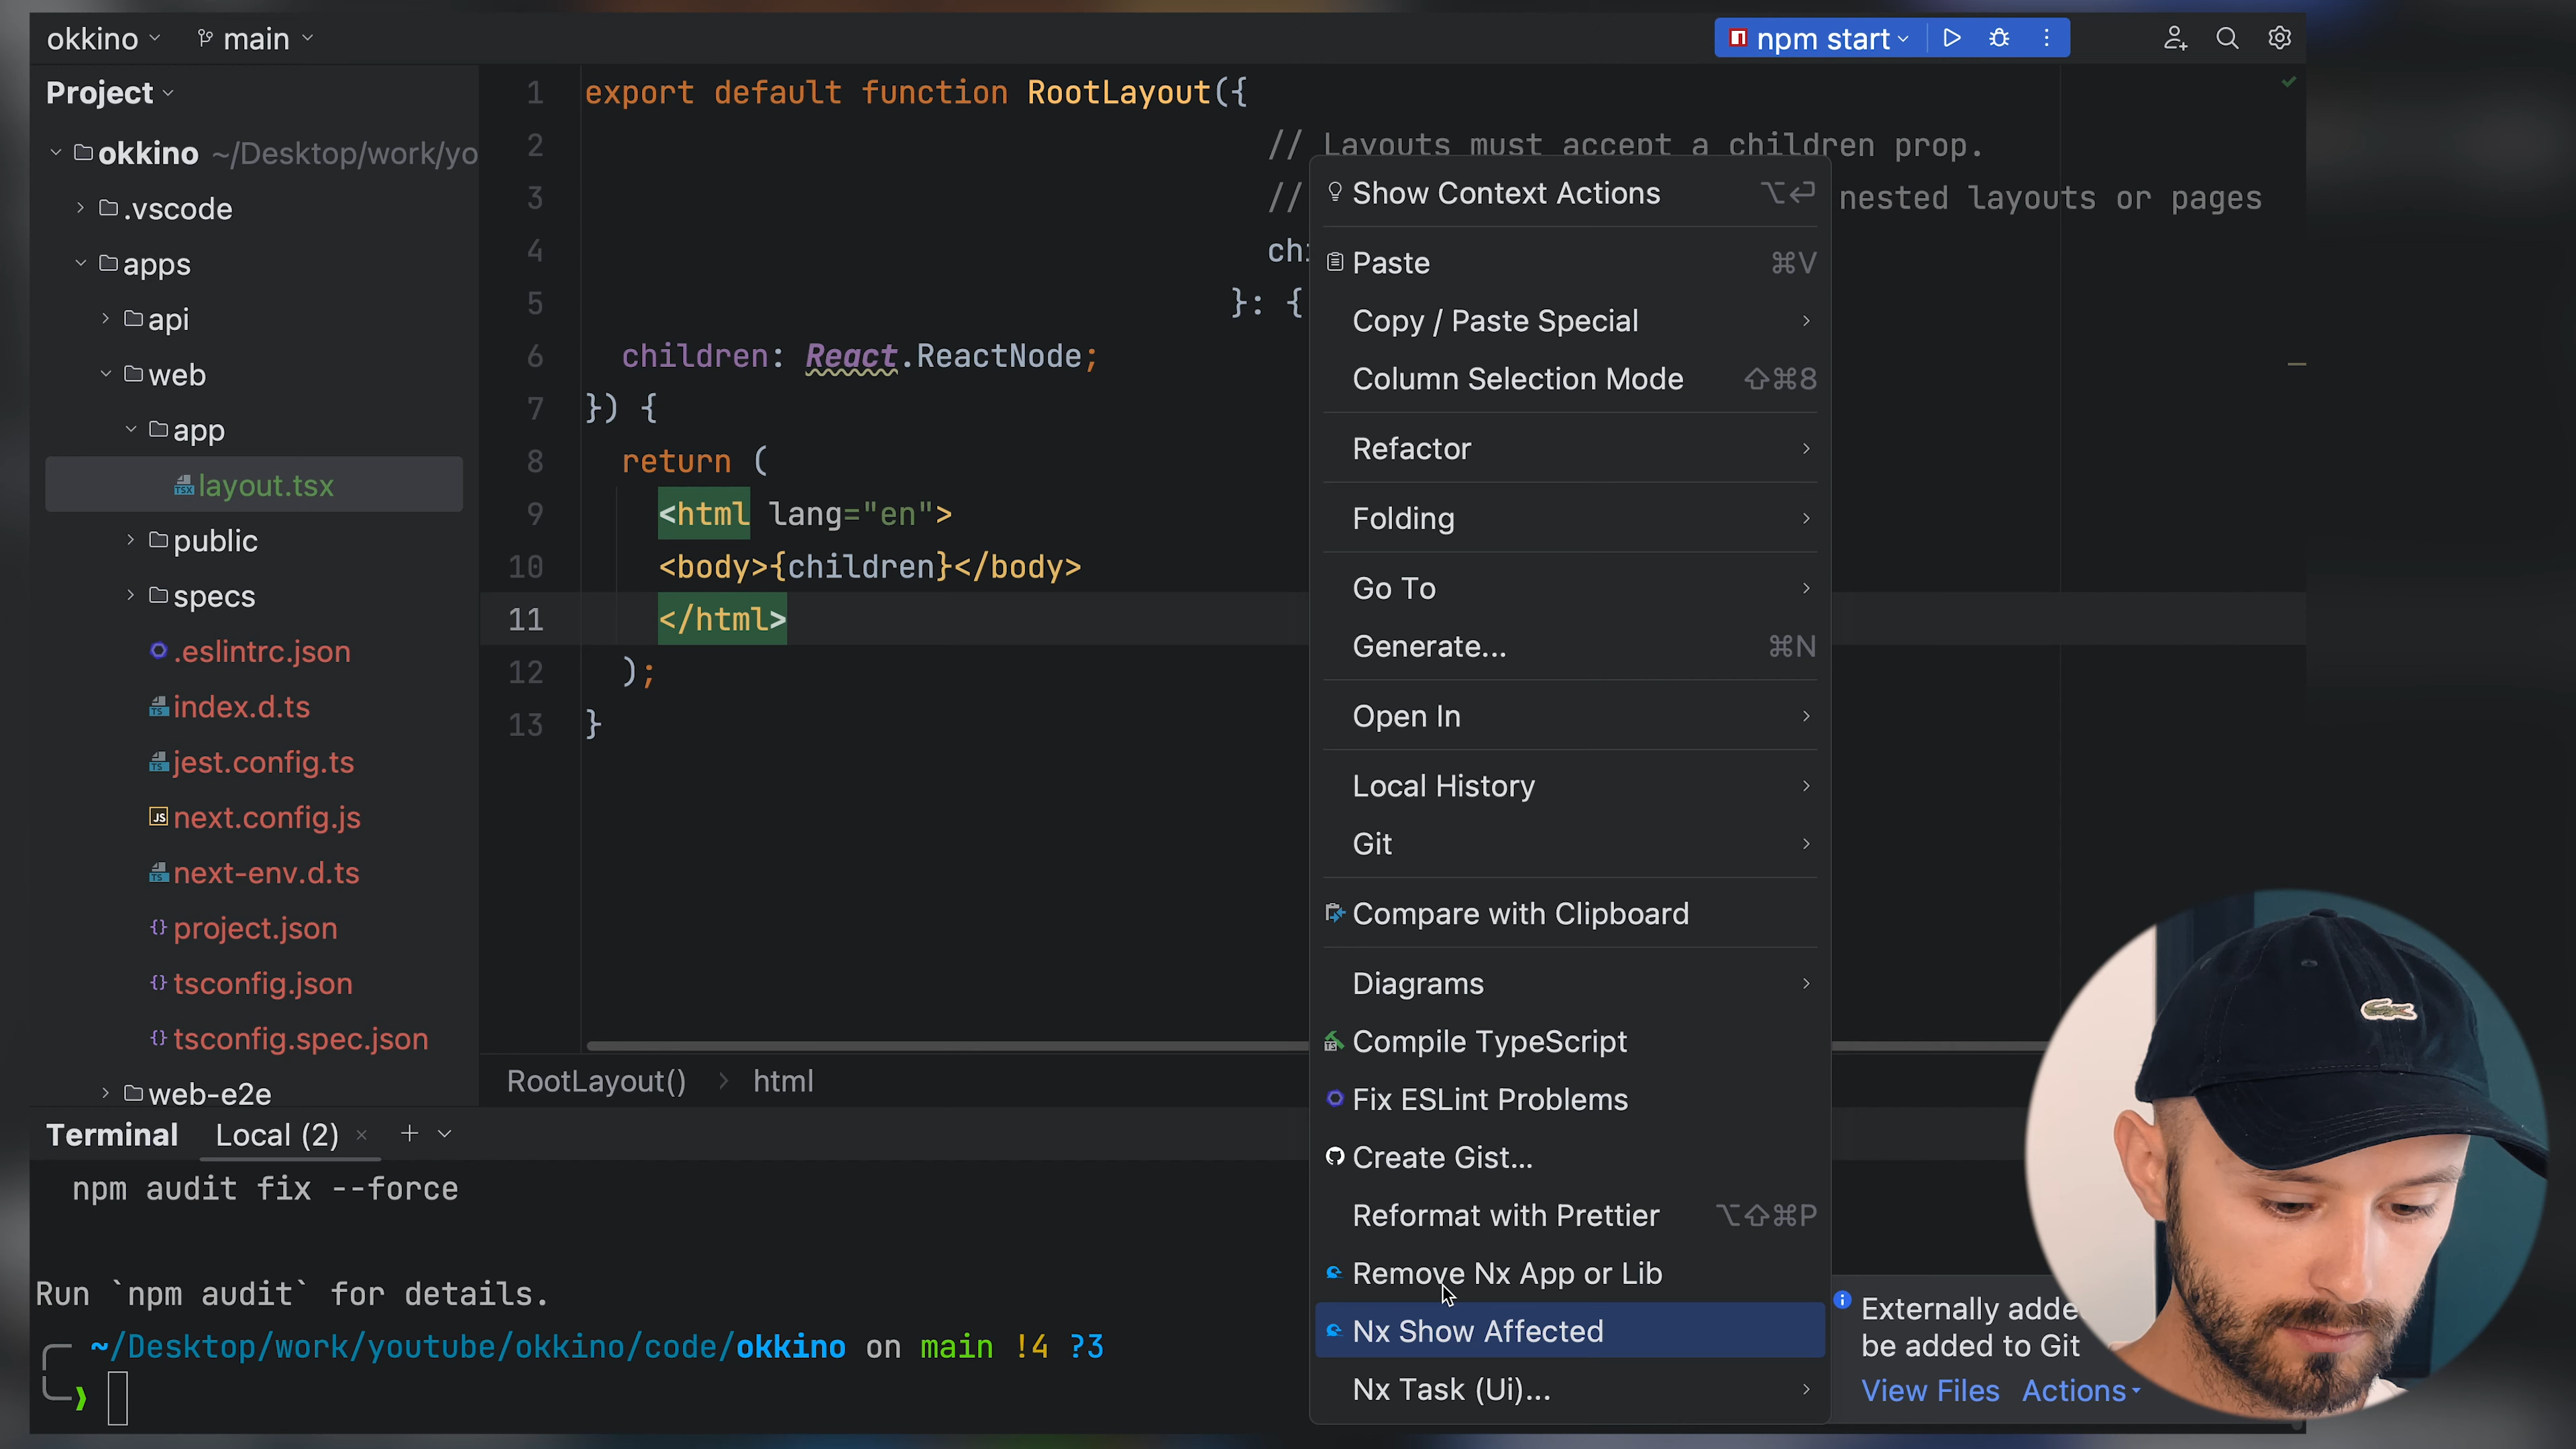 okkino
main
npm start
Project
okkino ~/Desktop/work/yo
.vscode
apps
api
web
app
layout.tsx
public
specs
.eslintrc.json
index.d.ts
jest.config.ts
next.config.js
next-env.d.ts
project.json
tsconfig.json
tsconfig.spec.json
web-e2e
1 export default function RootLayout({
2 // Layouts must accept a children prop.
3 // nested layouts or pages
4 chi
5 }: {
6 children: React.ReactNode;
7 }) {
8 return (
9 <html lang="en">
10 <body>{children}</body>
11 </html>
12 );
13 }
RootLayout() > html
Show Context Actions ⌥⏎
Paste ⌘V
Copy / Paste Special
Column Selection Mode ⇧⌘8
Refactor
Folding
Go To
Generate... ⌘N
Open In
Local History
Git
Compare with Clipboard
Diagrams
Compile TypeScript
Fix ESLint Problems
Create Gist...
Reformat with Prettier ⌥⇧⌘P
Remove Nx App or Lib
Nx Show Affected
Nx Task (Ui)...
Terminal Local (2) × +
npm audit fix --force
Run `npm audit` for details.
~/Desktop/work/youtube/okkino/code/okkino on main !4 ?3
Externally adde
be added to Git
View Files Actions